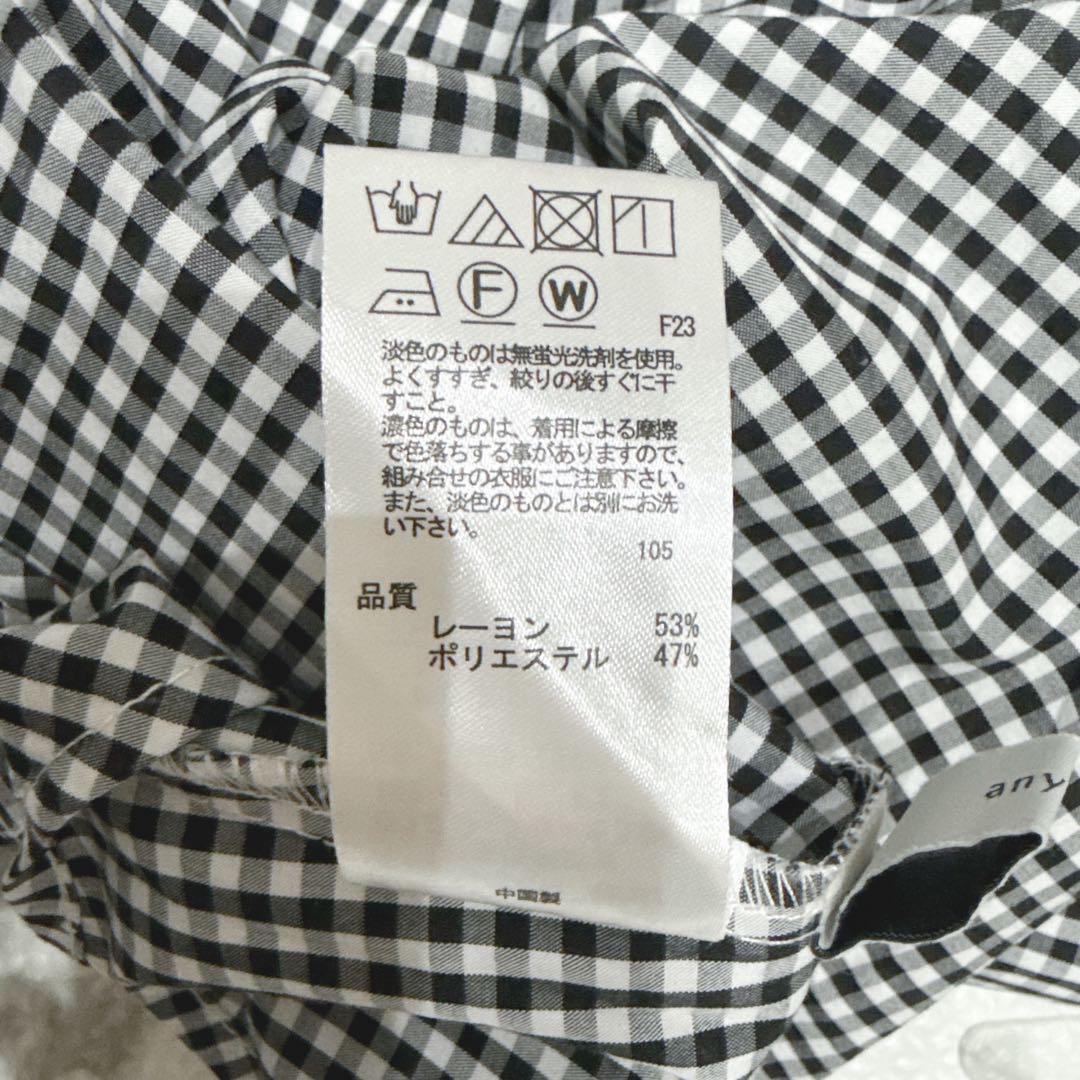 F
W
F23
淡色のものは無蛍光洗剤を使用。
よくすすぎ、絞りの後すぐに干
すこと。
濃色のものは、着用による摩擦
で色落ちする事がありますので、
組み合せの衣服にご注意下さい。
また、淡色のものとは別にお洗
い下さい。
105
品質
レーヨン 53%
ポリエステル 47%
any
中国製